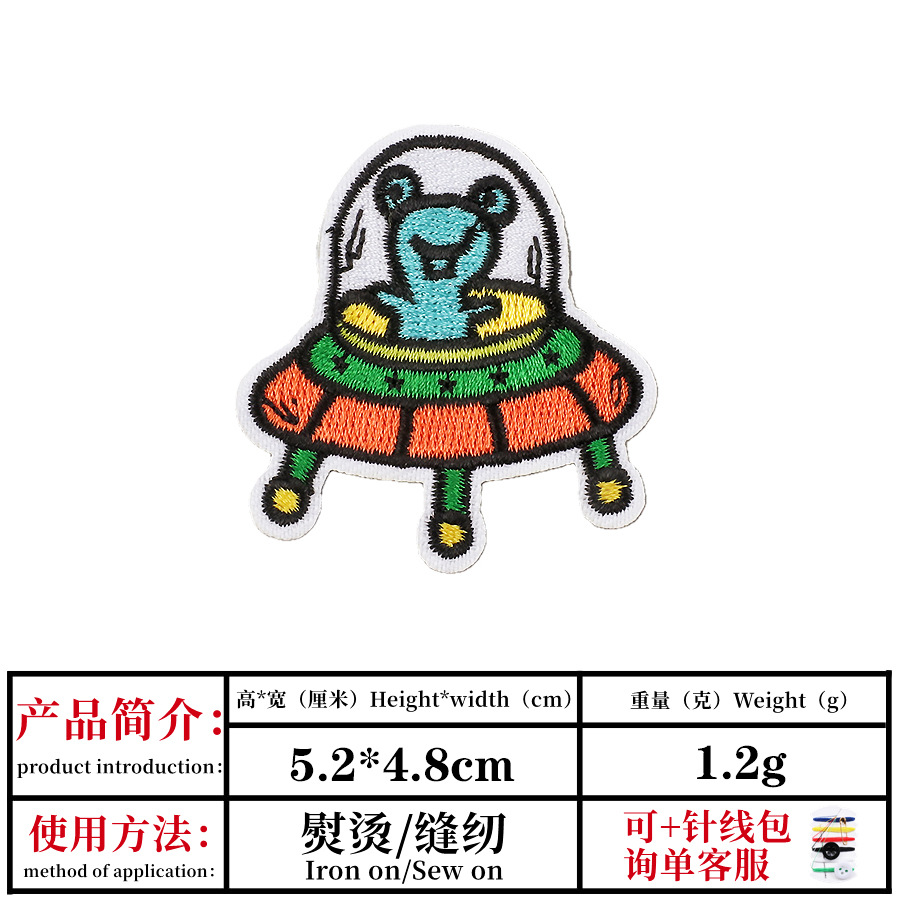 产品简介：
product introduction：
高*宽（厘米）Height*width（cm）
重量（克）Weight（g）
5.2*4.8cm
1.2g
使用方法：
method of application：
熨烫/缝纫
Iron on/Sew on
可+针线包
询单客服